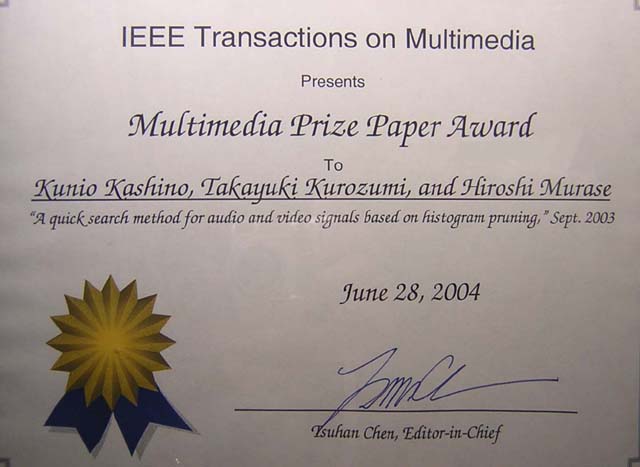 IEEE Transactions on Multimedia
Presents
Multimedia Prize Paper Award
To
Kunio Kashino, Takayuki Kurozumi, and Hiroshi Murase
"A quick search method for audio and video signals based on histogram pruning," Sept. 2003
June 28, 2004
Tsuhan Chen, Editor-in-Chief